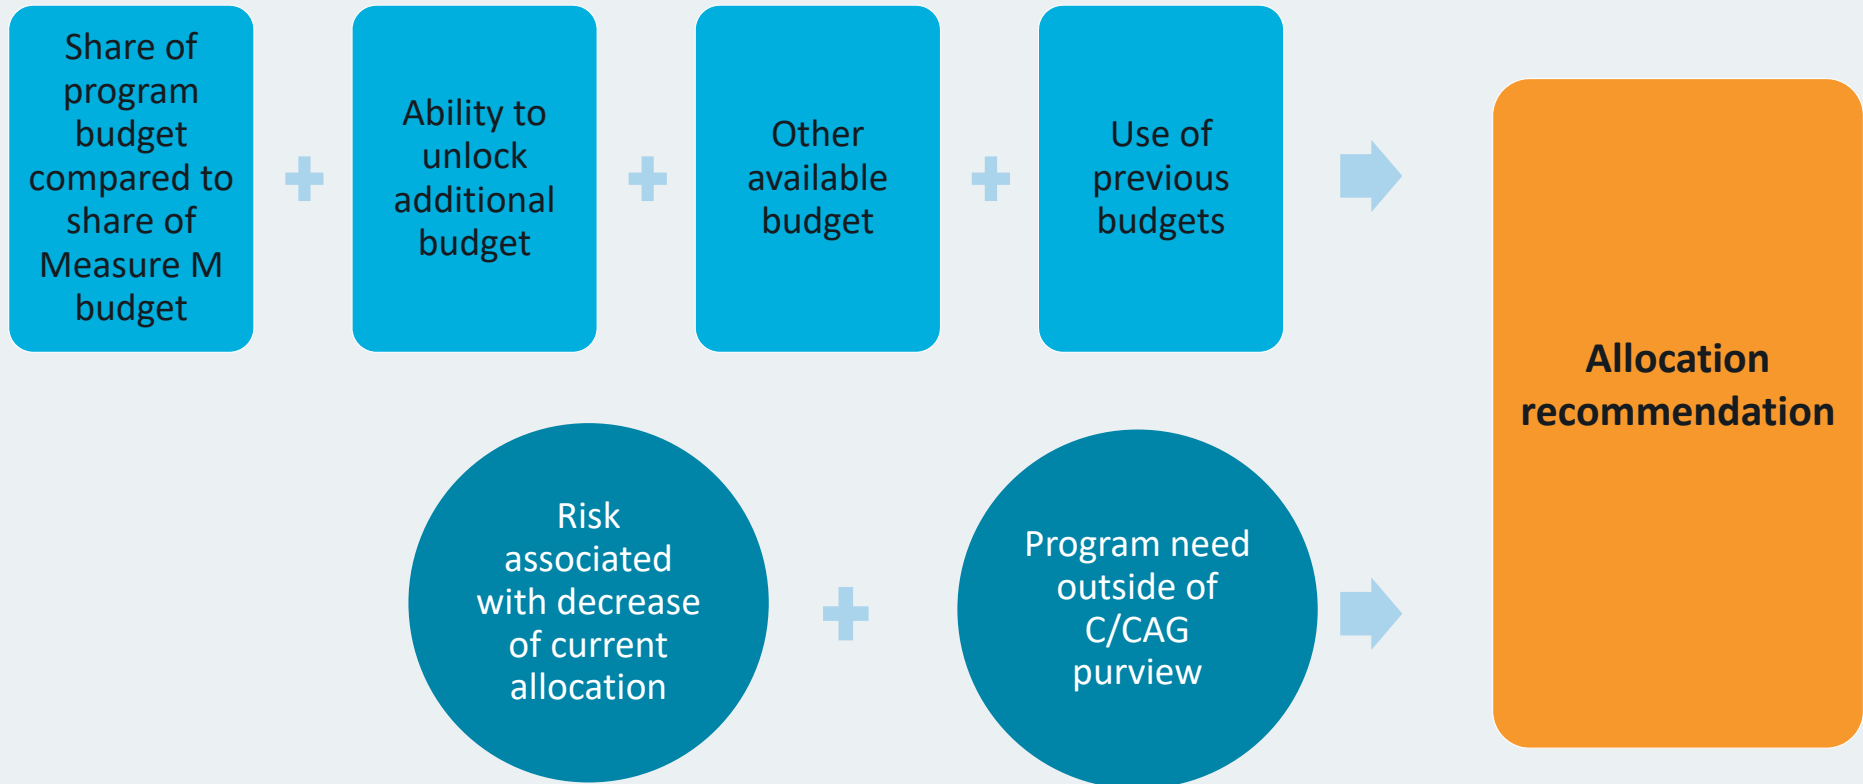 Share of
program
budget
compared to
share of
Measure M
budget
Ability to
unlock
additional
budget
Other
available
budget
Use of
previous
budgets
Risk
associated
with decrease
of current
allocation
Program need
outside of
C/CAG
purview
Allocation
recommendation